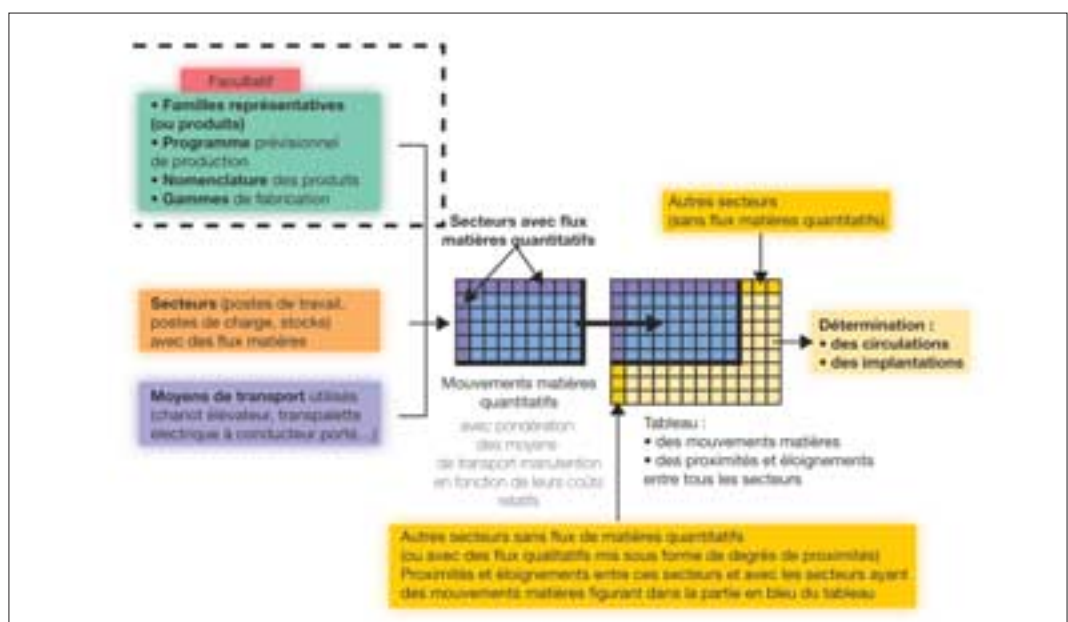 Facultatif
• Familles représentatives
(ou produits)
• Programme prévisionnel
de production
• Nomenclature des produits
• Gammes de fabrication
Secteurs avec flux
matières quantitatifs
Autres secteurs
(sans flux matières quantitatifs)
Secteurs (postes de travail,
postes de charge, stocks)
avec des flux matières
Détermination :
• des circulations
• des implantations
Moyens de transport utilisés
(chariot élévateur, transpalette
électrique à conducteur porté...)
Mouvements matières
quantitatifs
avec pondération
des moyens
de transport manutention
en fonction de leurs coûts
relatifs
Tableau :
• des mouvements matières
• des proximités et éloignements
entre tous les secteurs
Autres secteurs sans flux de matières quantitatifs
(ou avec des flux qualitatifs mis sous forme de degrés de proximités)
Proximités et éloignements entre ces secteurs et avec les secteurs ayant
des mouvements matières figurant dans la partie en bleu du tableau